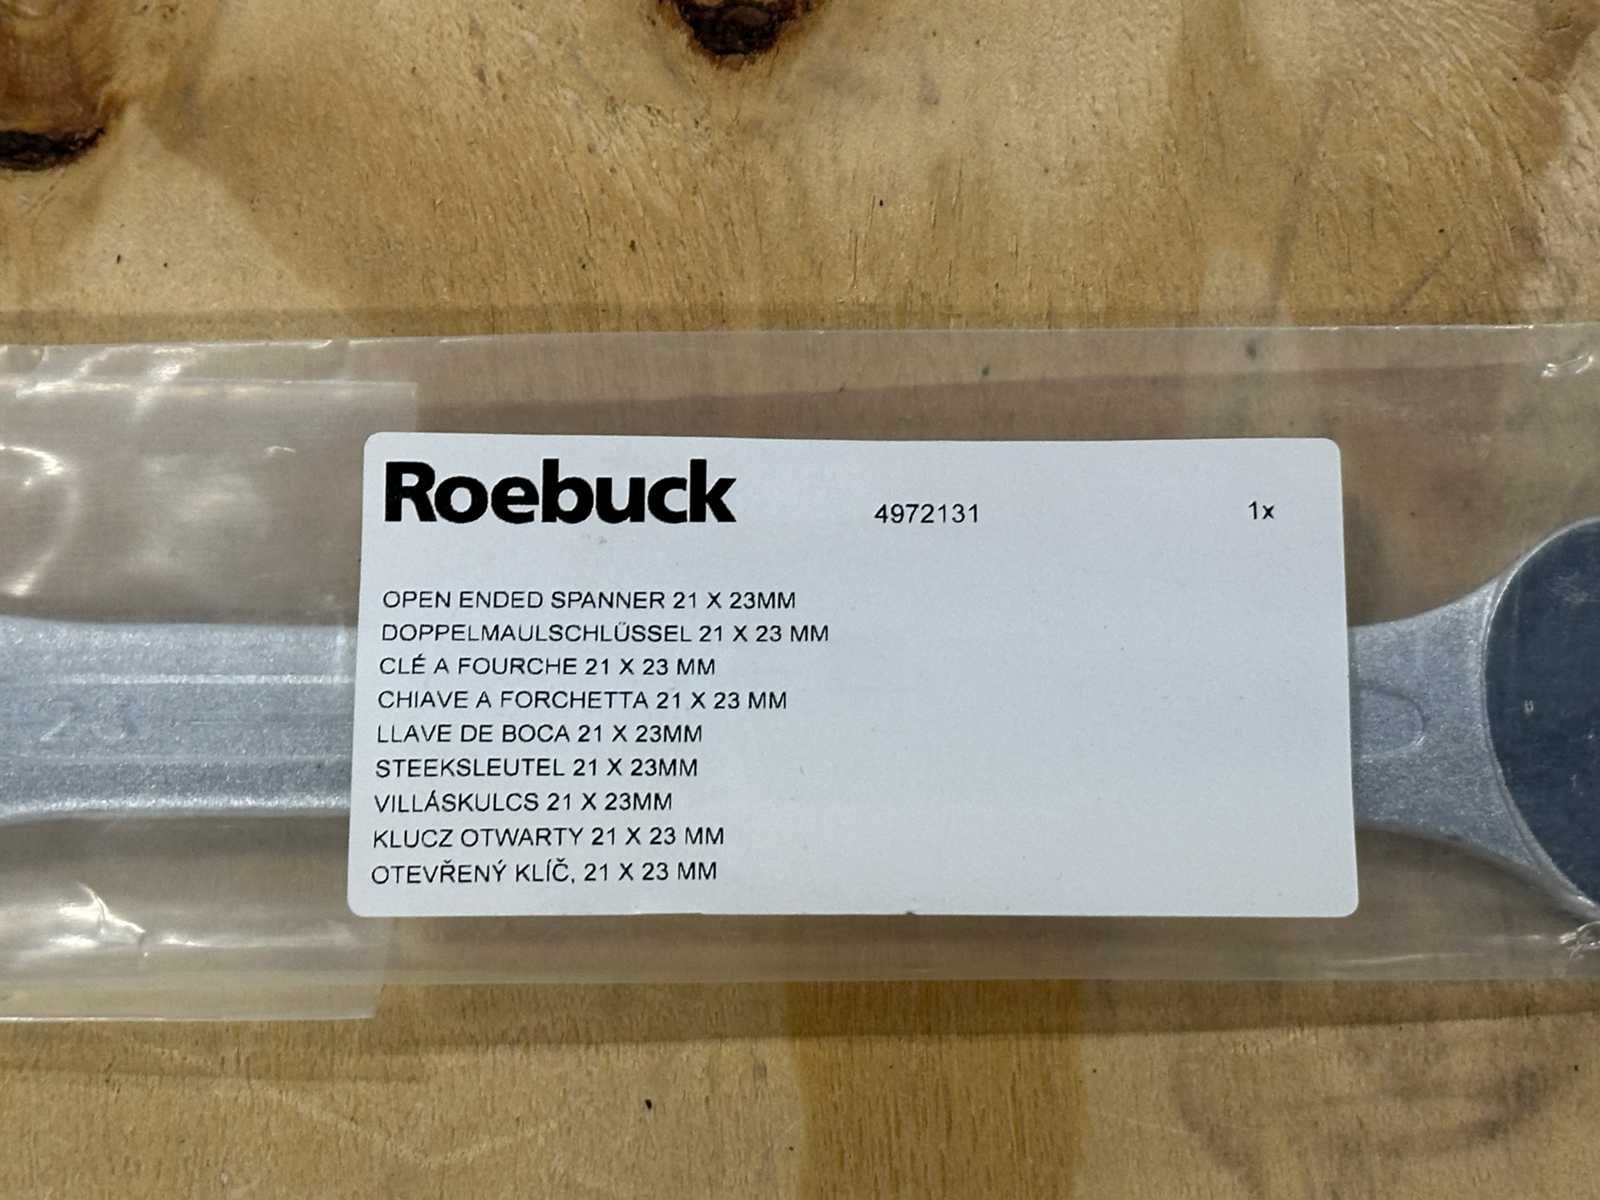 Roebuck 4972131 1x
OPEN ENDED SPANNER 21 X 23MM
DOPPELMAULSCHLÜSSEL 21 X 23 MM
CLÉ A FOURCHE 21 X 23 MM
CHIAVE A FORCHETTA 21 X 23 MM
LLAVE DE BOCA 21 X 23MM
STEEKSLEUTEL 21 X 23MM
VILLÁSKULCS 21 X 23MM
KLUCZ OTWARTY 21 X 23 MM
OTEVŘENÝ KLÍČ, 21 X 23 MM
23